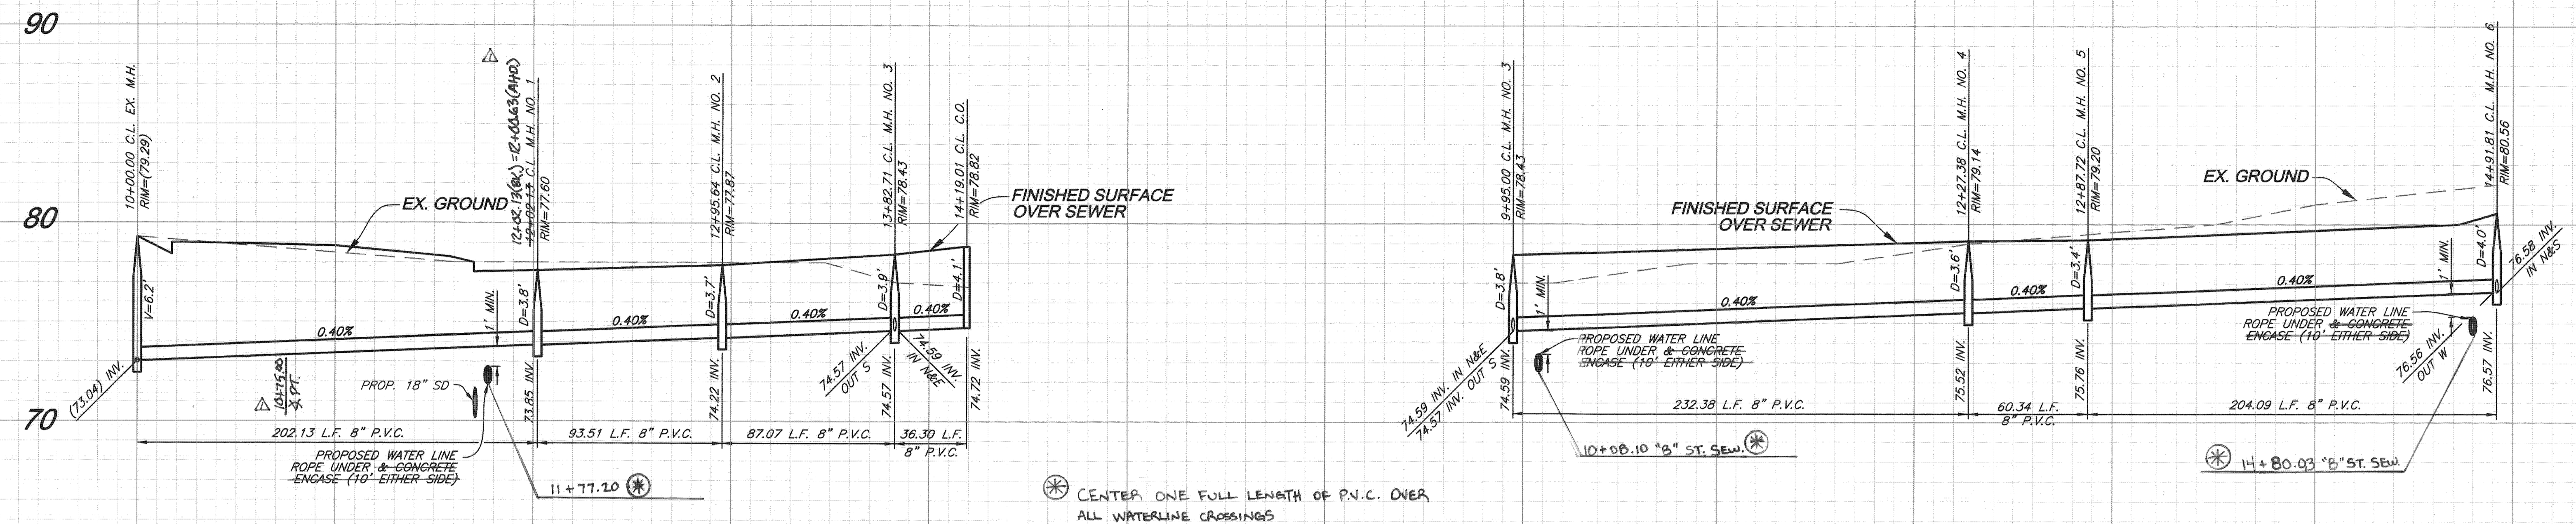 90
80
70
10+00.00 C.L. EX. M.H.
RIM=(79.29)
V=6.2'
(73.04) INV.
EX. GROUND
0.40%
1
10+75.00
202.13 L.F. 8" P.V.C.
PROP. 18" SD
PROPOSED WATER LINE
ROPE UNDER & CONCRETE
ENCASE (10' EITHER SIDE)
11+77.20 *
1' MIN.
1
12+02.13(BK.) =12+00.63(AHD.)
12+02.13 C.L. M.H. NO. 1
RIM=77.60
D=3.8'
73.85 INV.
0.40%
93.51 L.F. 8" P.V.C.
12+95.64 C.L. M.H. NO. 2
RIM=77.87
D=3.7'
74.22 INV.
0.40%
87.07 L.F. 8" P.V.C.
13+82.71 C.L. M.H. NO. 3
RIM=78.43
D=3.9'
74.57 INV.
OUT S
74.57 INV.
74.59 INV.
IN N&E
0.40%
36.30 L.F.
8" P.V.C.
14+19.01 C.L. C.O.
RIM=78.82
D=4.1'
74.72 INV.
FINISHED SURFACE
OVER SEWER
* CENTER ONE FULL LENGTH OF P.V.C. OVER
ALL WATERLINE CROSSINGS
9+95.00 C.L. M.H. NO. 3
RIM=78.43
D=3.8'
1' MIN.
74.59 INV. IN N&E
74.57 INV. OUT S
74.59 INV.
PROPOSED WATER LINE
ROPE UNDER & CONCRETE
ENCASE (10' EITHER SIDE)
10+08.10 "B" ST. SEW. *
FINISHED SURFACE
OVER SEWER
0.40%
232.38 L.F. 8" P.V.C.
12+27.38 C.L. M.H. NO. 4
RIM=79.14
D=3.6'
75.52 INV.
0.40%
60.34 L.F.
8" P.V.C.
12+87.72 C.L. M.H. NO. 5
RIM=79.20
D=3.4'
75.76 INV.
0.40%
204.09 L.F. 8" P.V.C.
EX. GROUND
PROPOSED WATER LINE
ROPE UNDER & CONCRETE
ENCASE (10' EITHER SIDE)
1' MIN.
14+91.81 C.L. M.H. NO. 6
RIM=80.56
D=4.0'
76.58 INV.
IN N&S
76.56 INV.
OUT W
76.57 INV.
* 14+80.93 "B" ST. SEW.